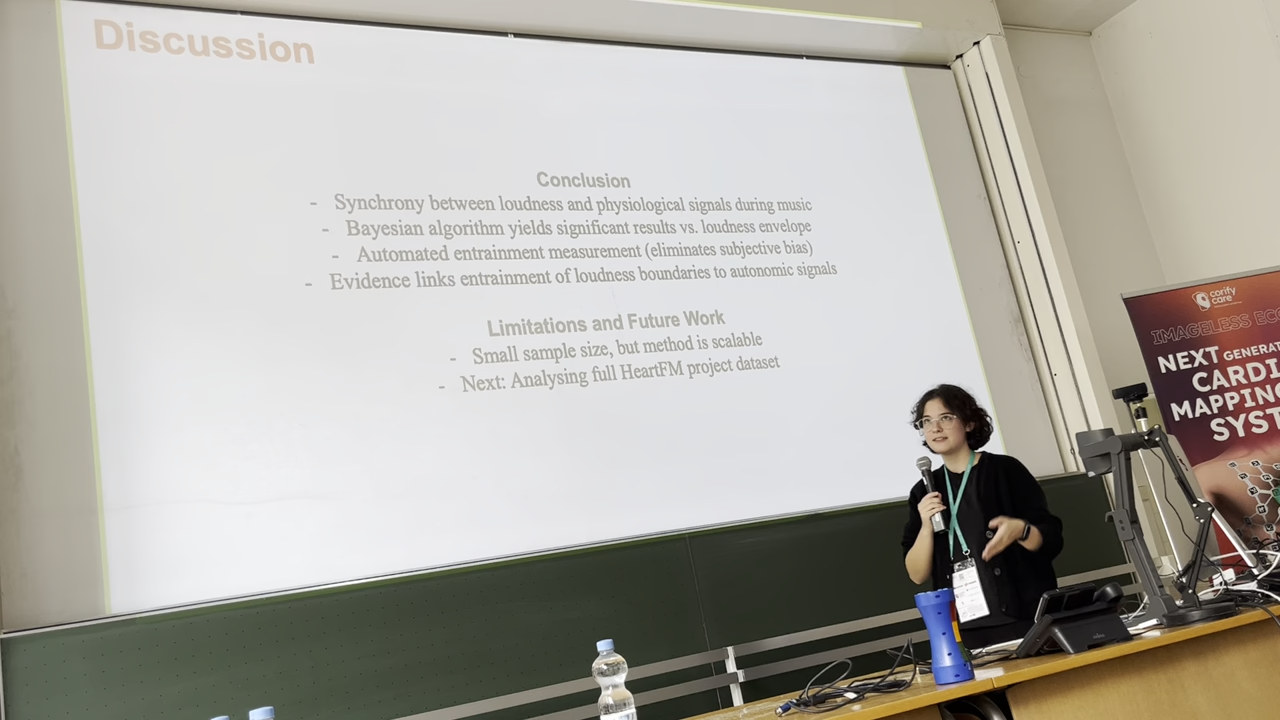 Discussion
Conclusion
- Synchrony between loudness and physiological signals during music
- Bayesian algorithm yields significant results vs. loudness envelope
- Automated entrainment measurement (eliminates subjective bias)
- Evidence links entrainment of loudness boundaries to autonomic signals
Limitations and Future Work
- Small sample size, but method is scalable
- Next: Analysing full HeartFM project dataset
corify
care
IMAGELESS
NEXT GENERAT
CARDI
MAPPING
SYST